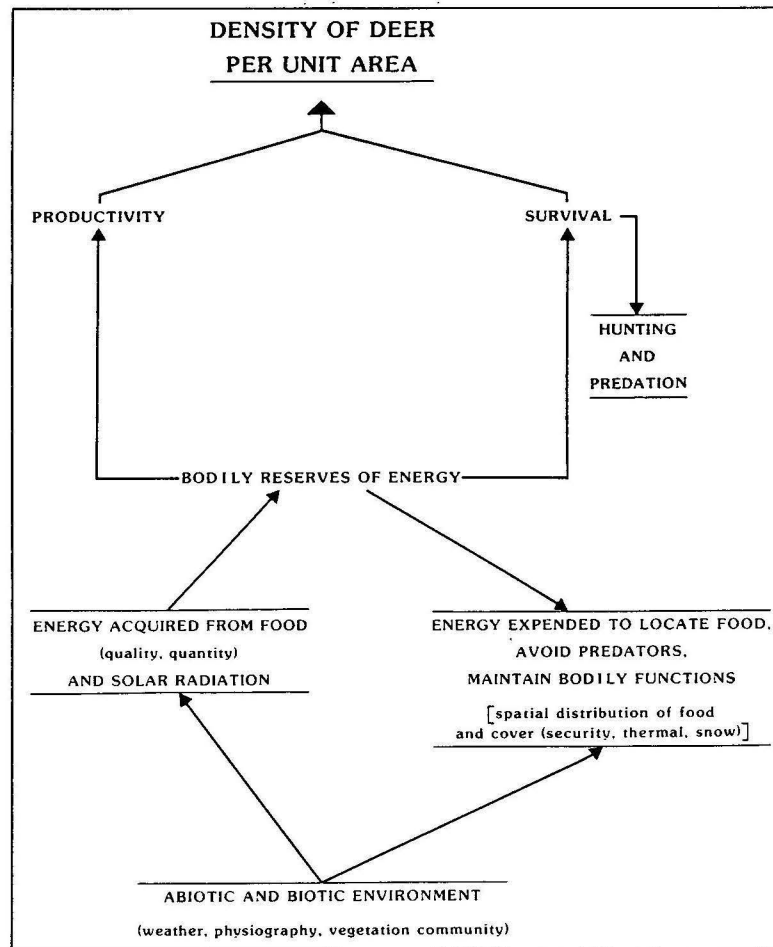 DENSITY OF DEER
PER UNIT AREA
PRODUCTIVITY
SURVIVAL
HUNTING
AND
PREDATION
BODILY RESERVES OF ENERGY
ENERGY ACQUIRED FROM FOOD
(quality, quantity)
AND SOLAR RADIATION
ENERGY EXPENDED TO LOCATE FOOD,
AVOID PREDATORS,
MAINTAIN BODILY FUNCTIONS
[spatial distribution of food
and cover (security, thermal, snow)]
ABIOTIC AND BIOTIC ENVIRONMENT
(weather, physiography, vegetation community)